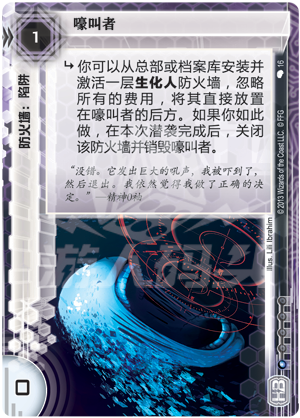 嚎叫者
1
防火墙：陷阱
↳你可以从总部或档案库安装并
激活一层生化人防火墙，忽略
所有的费用，将其直接放置
在嚎叫者的后方。如果你如此
做，在本次潜袭完成后，关闭
该防火墙并销毁嚎叫者。
“没错。它发出巨大的吼声，我被吓到了，
然后退出。我依然觉得我做了正确的决
定。”
16
© 2013 Wizards of the Coast LLC. © FFG
Illus. Lili Ibrahim
0
HB